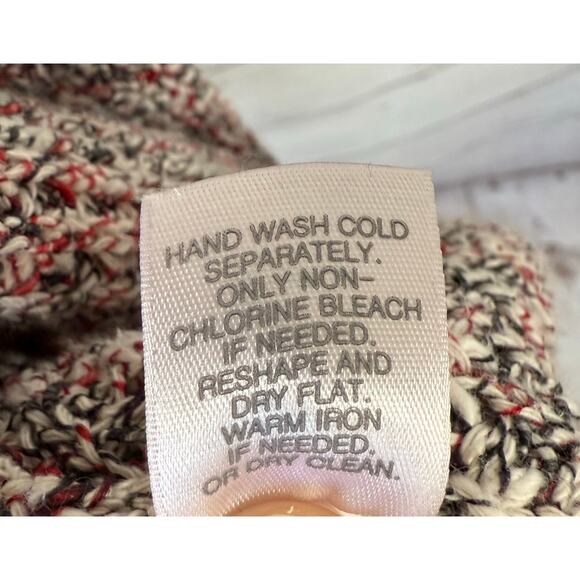 HAND WASH COLD
SEPARATELY.
ONLY NON-
CHLORINE BLEACH
IF NEEDED.
RESHAPE AND
DRY FLAT.
WARM IRON
IF NEEDED.
OR DRY CLEAN.